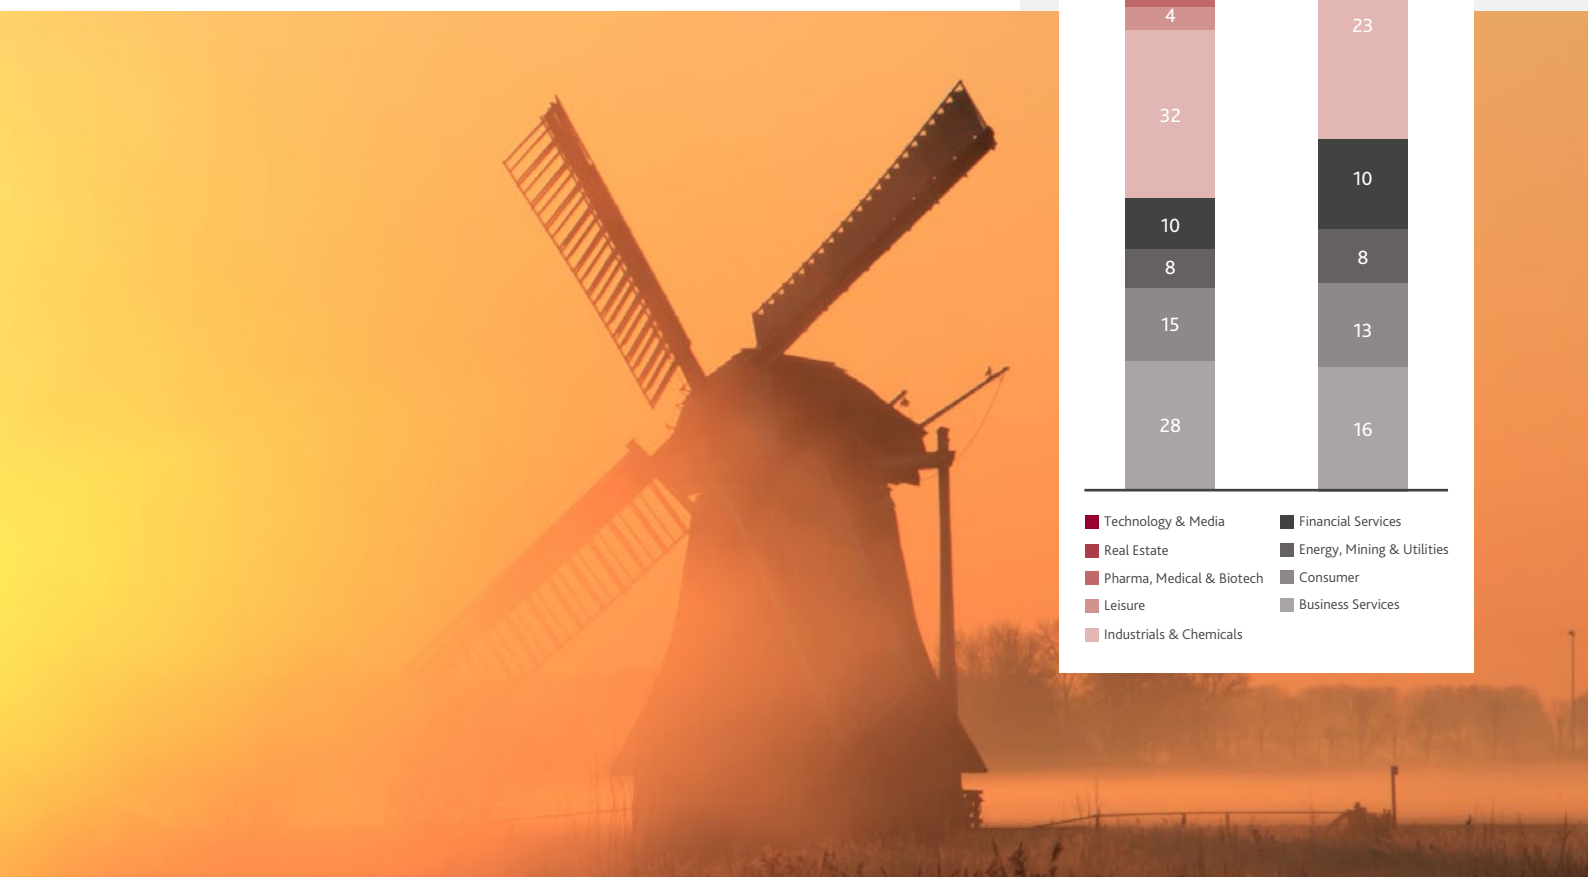 4
32
10
8
15
28
23
10
8
13
16
Technology & Media
Real Estate
Pharma, Medical & Biotech
Leisure
Industrials & Chemicals
Financial Services
Energy, Mining & Utilities
Consumer
Business Services